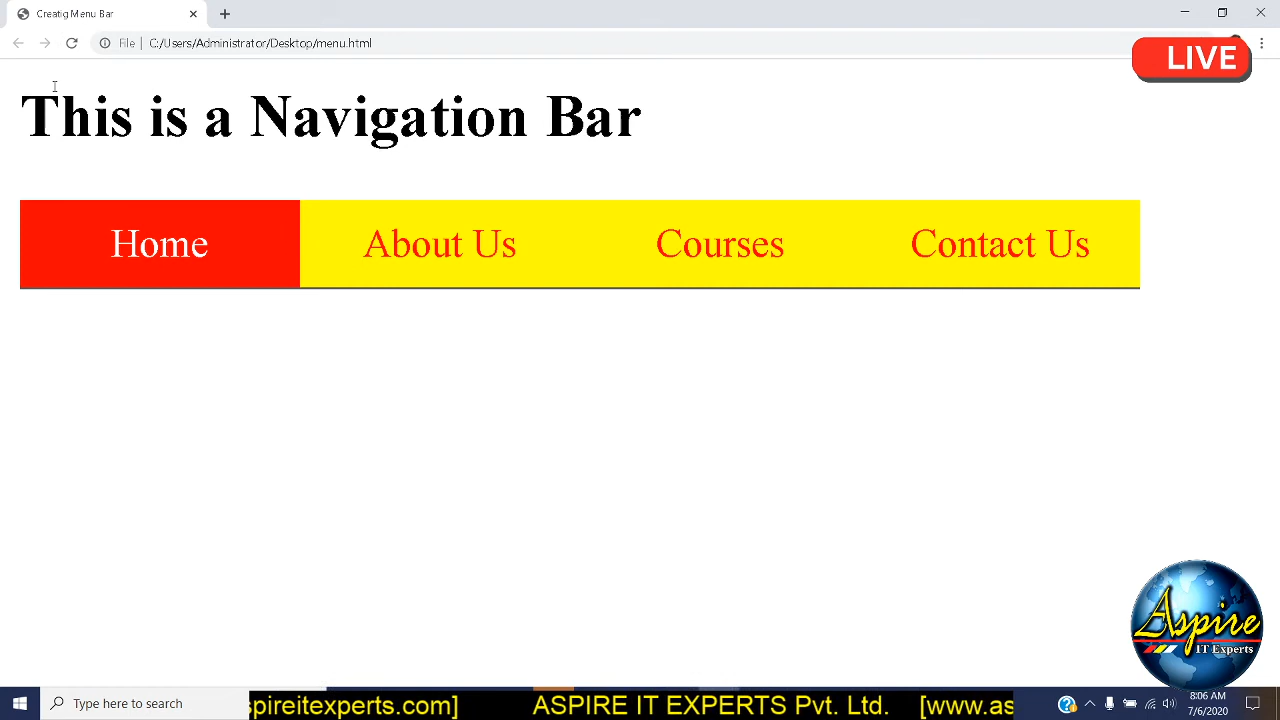 Creatig Menu Bar
File C:/Users/Administrator/Desktop/menu.html
LIVE
This is a Navigation Bar
Home About Us Courses Contact Us
Aspire
IT Experts
Type here to search
spireitexperts.com] ASPIRE IT EXPERTS Pvt. Ltd. [www.as
8:06 AM
7/6/2020